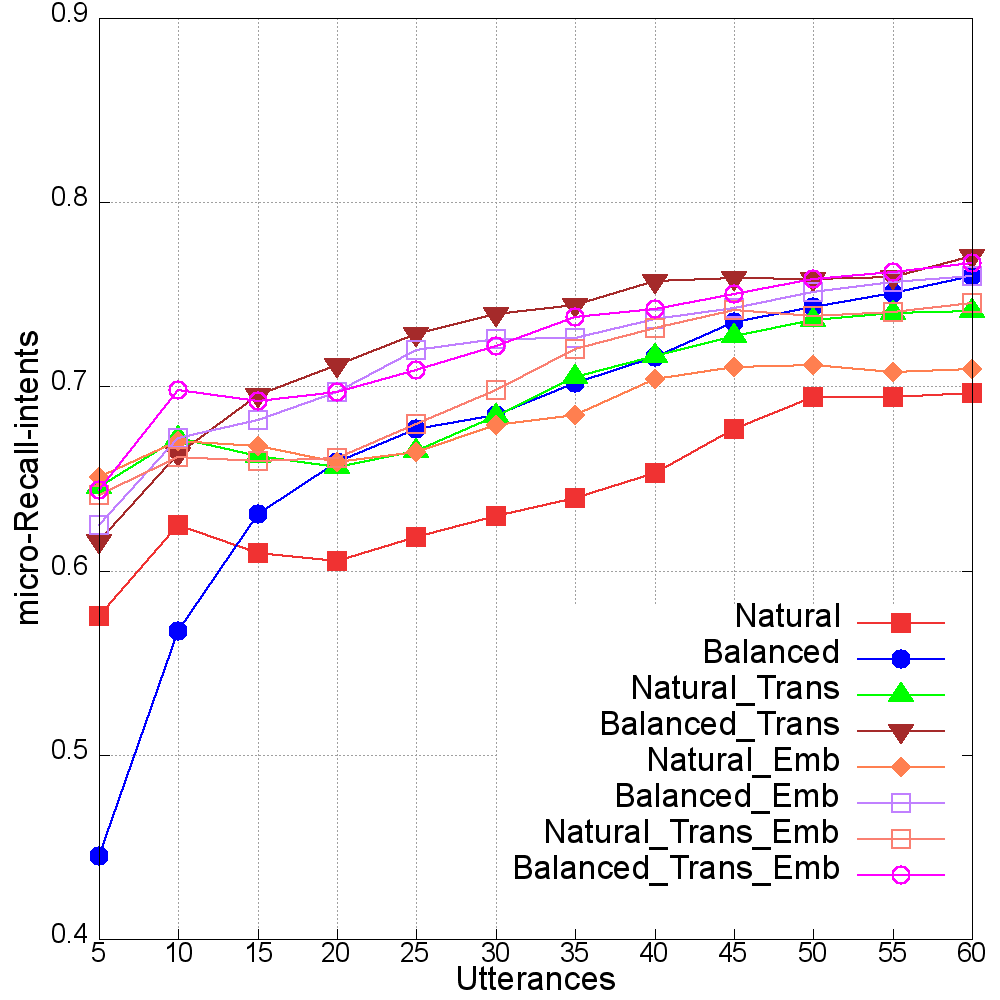 0.9
0.8
0.7
0.6
0.5
0.4
micro-Recall-intents
Natural
Balanced
Natural_Trans
Balanced_Trans
Natural_Emb
Balanced_Emb
Natural_Trans_Emb
Balanced_Trans_Emb
5 10 15 20 25 30 35 40 45 50 55 60
Utterances